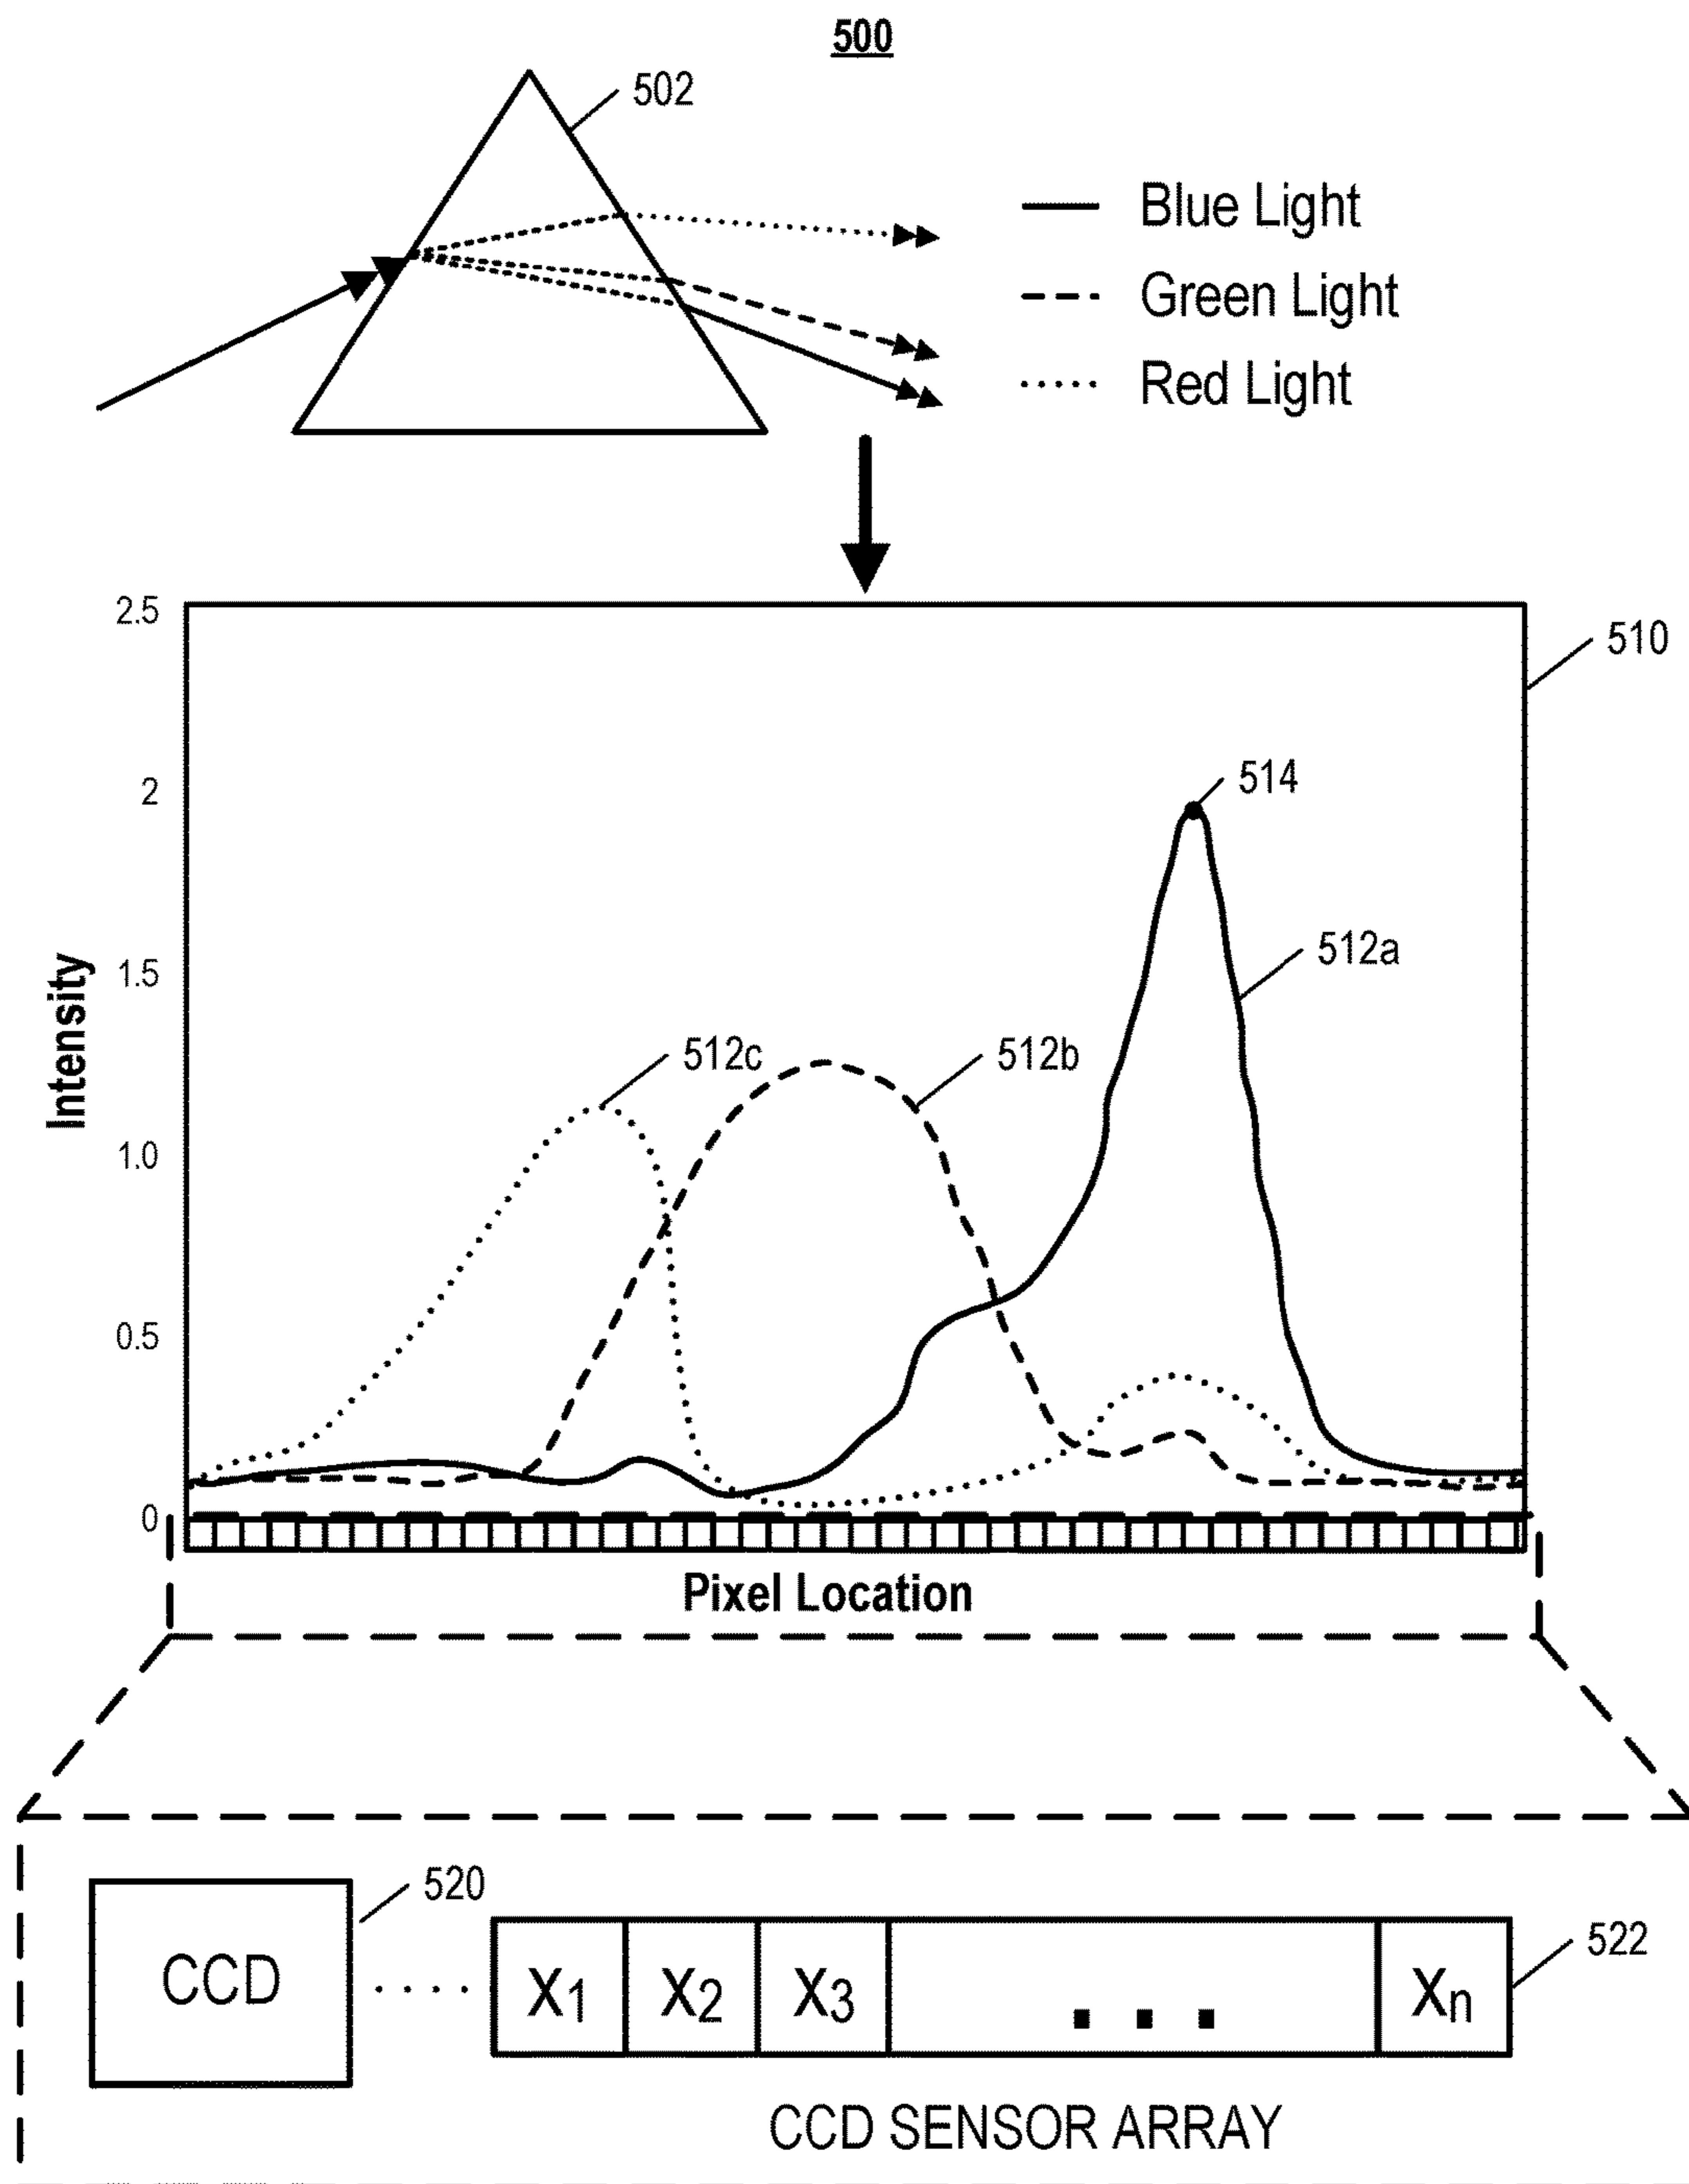 500
502
Blue Light
Green Light
Red Light
2.5
510
2
514
512a
1.5
Intensity
512c
512b
1.0
0.5
0
Pixel Location
520
CCD
X1
X2
X3
. . .
Xn
522
CCD SENSOR ARRAY